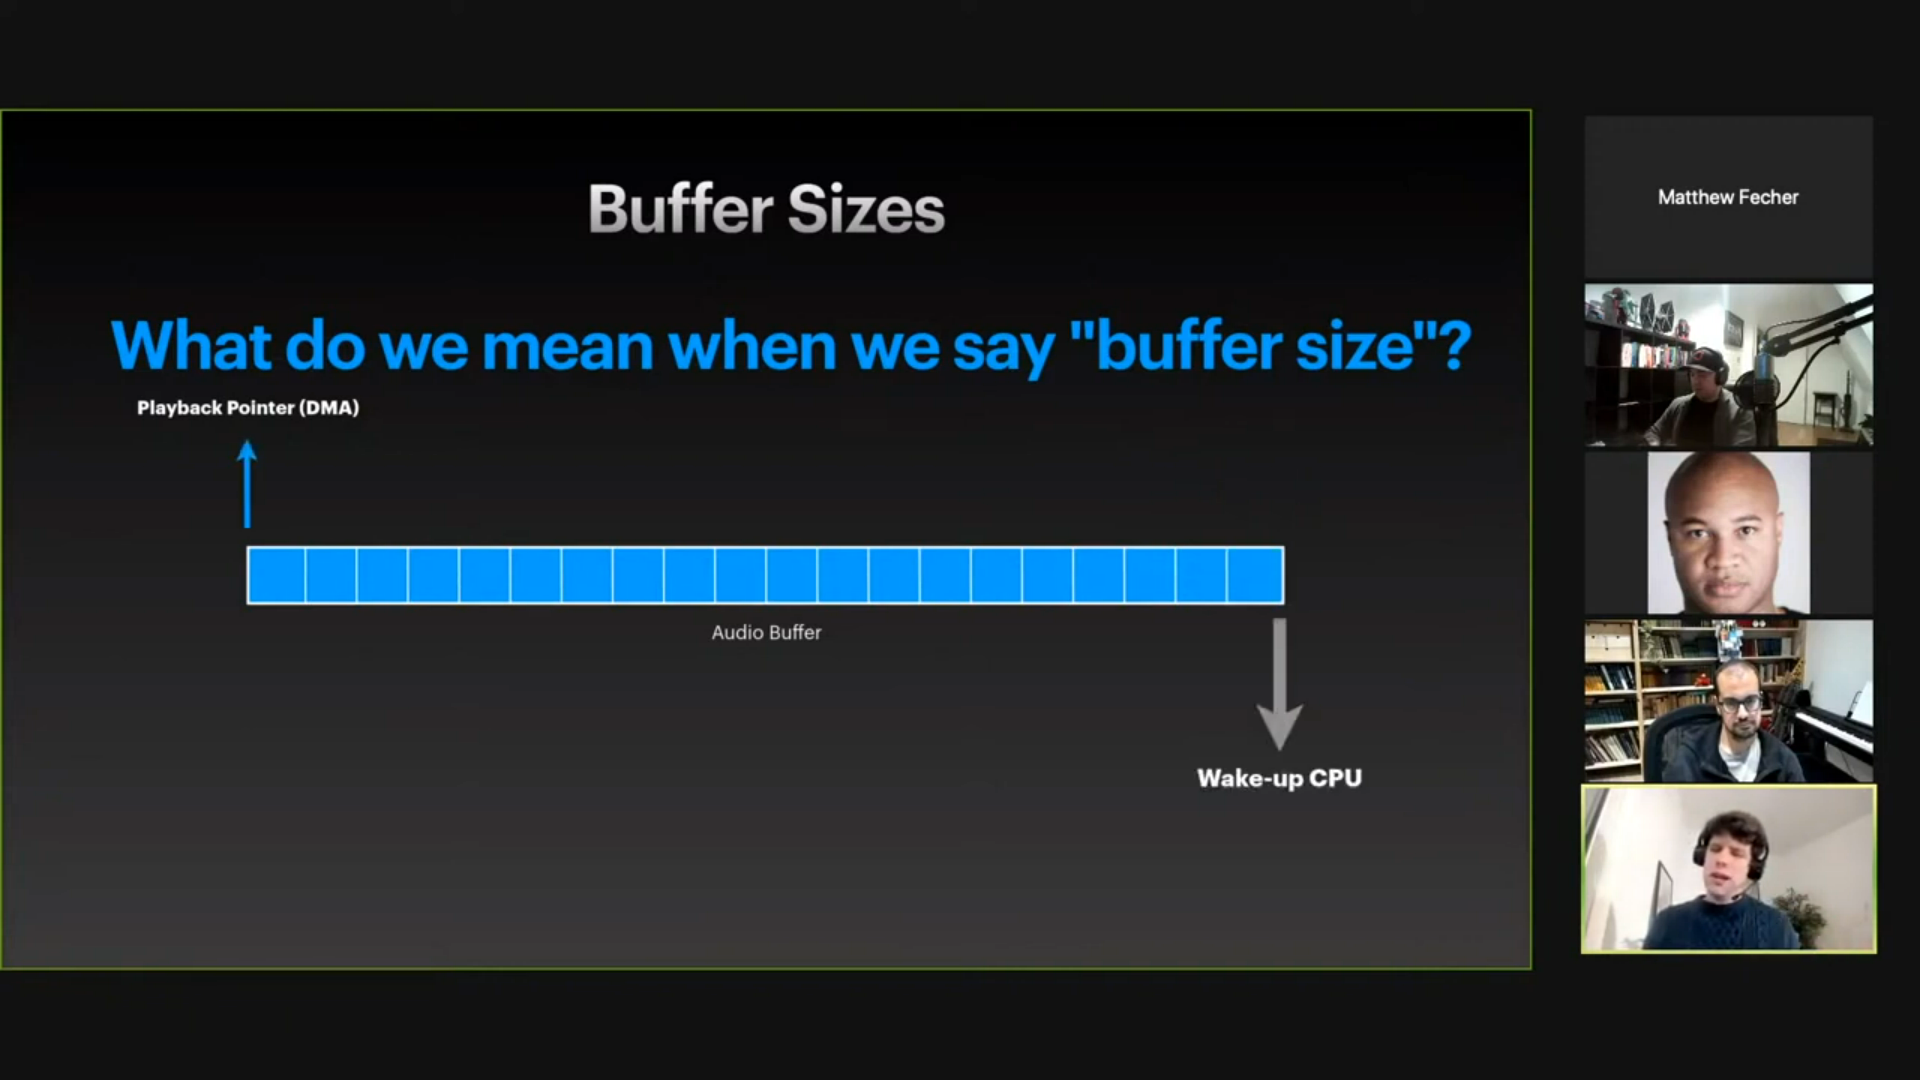 Buffer Sizes
What do we mean when we say "buffer size"?
Playback Pointer (DMA)
Audio Buffer
Wake-up CPU
Matthew Fecher